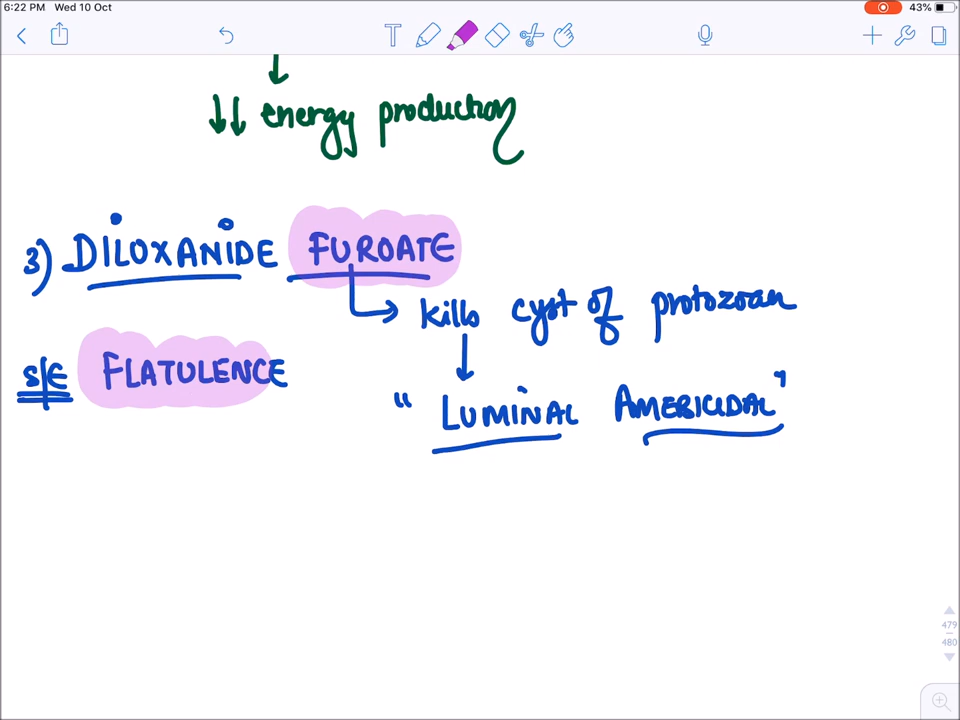 6:22 PM Wed 10 Oct
43%
T
↓
↓↓ energy production
3) DILOXANIDE FUROATE
→ kills cyst of protozoan
↓
S/E FLATULENCE
" LUMINAL AMEBICIDAL "
479
480